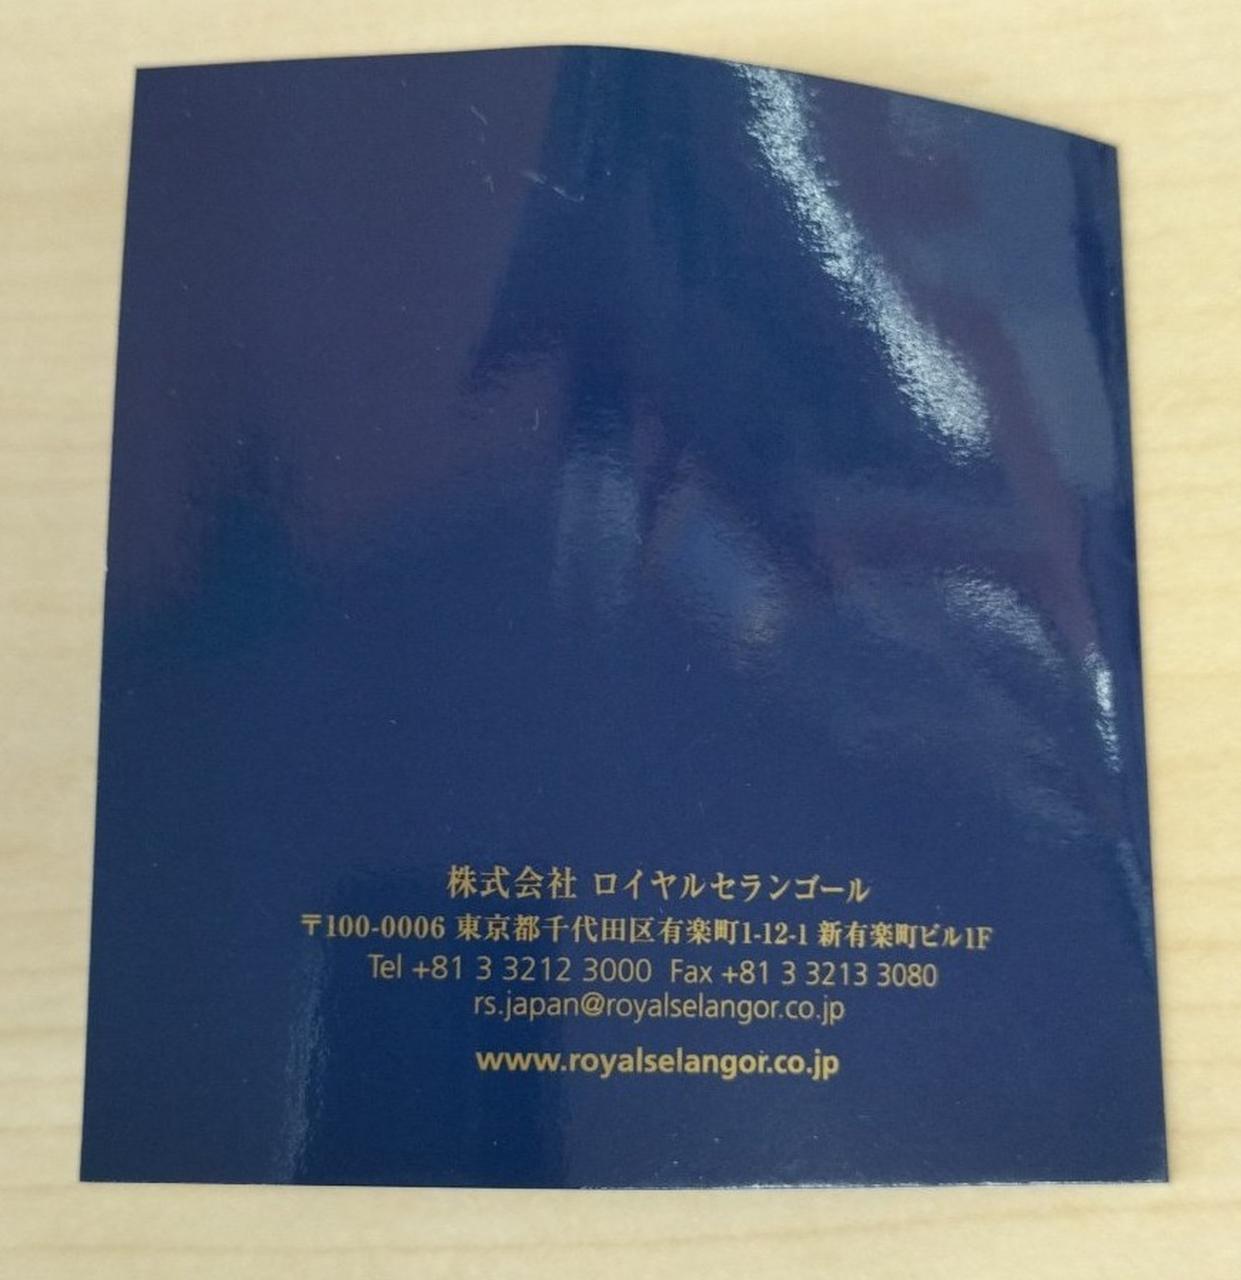 株式会社 ロイヤルセランゴール
〒100-0006 東京都千代田区有楽町1-12-1 新有楽町ビル1F
Tel +81 3 3212 3000 Fax +81 3 3213 3080
rs.japan@royalselangor.co.jp
www.royalselangor.co.jp